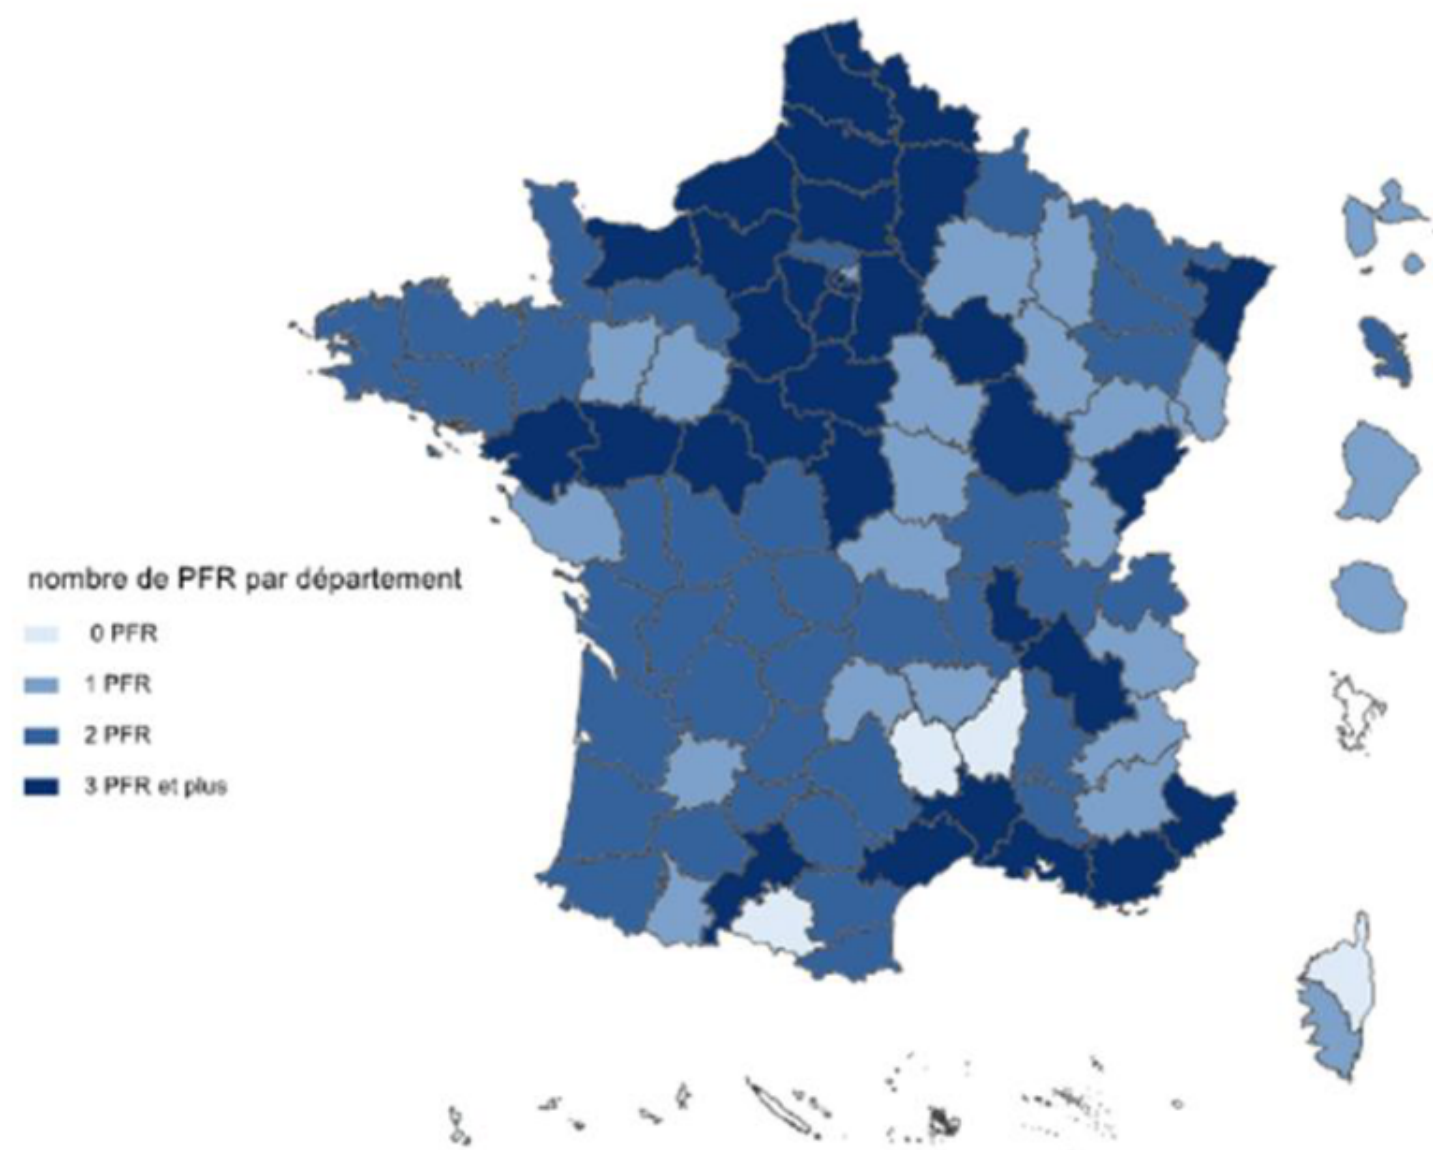 nombre de PFR par département
0 PFR
1 PFR
2 PFR
3 PFR et plus